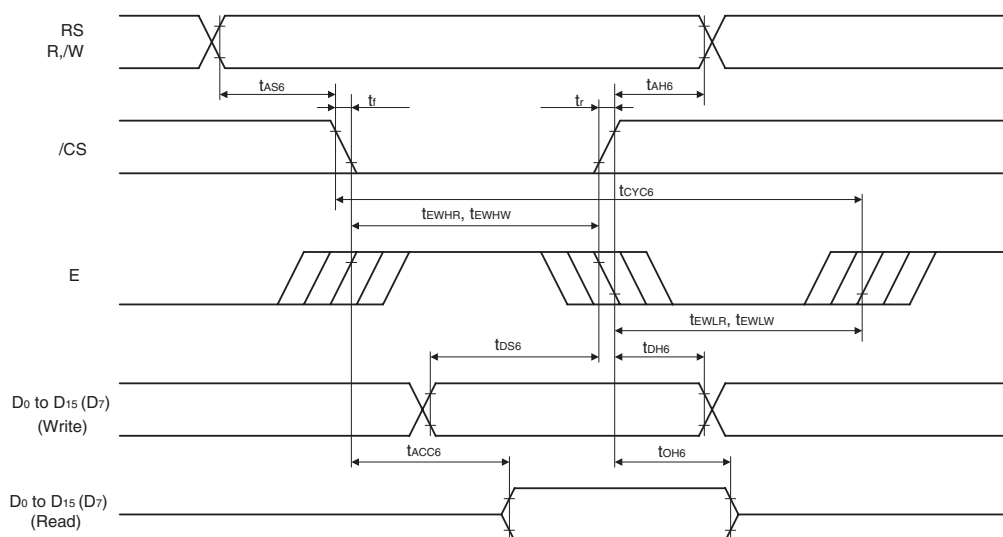 RS
R,/W
tAS6
tf
tr
tAH6
/CS
tCYC6
tEWHR, tEWHW
E
tEWLR, tEWLW
tDS6
tDH6
D0 to D15 (D7)
(Write)
tACC6
tOH6
D0 to D15 (D7)
(Read)